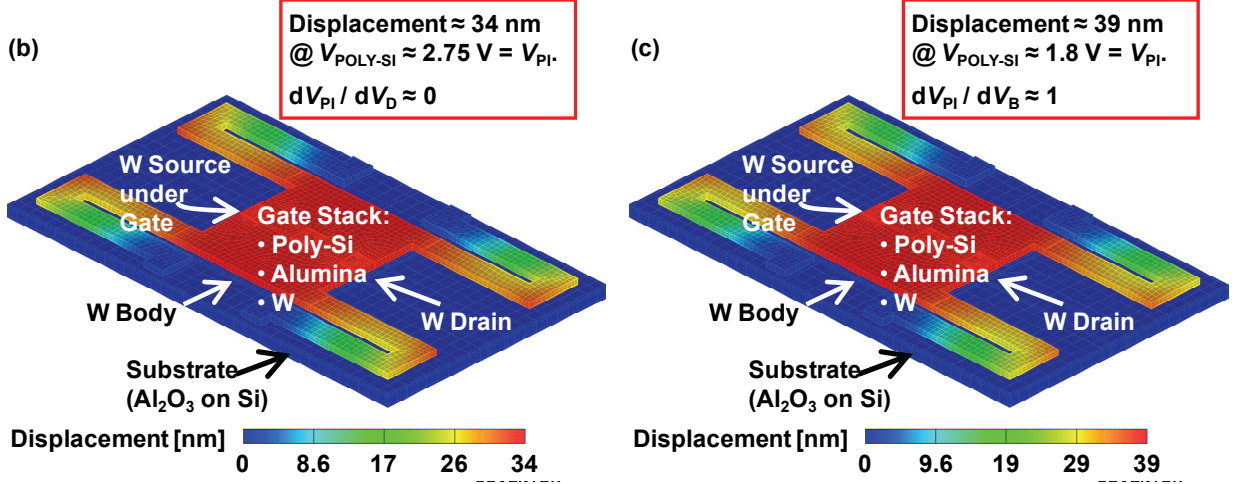 (b)
Displacement ≈ 34 nm
@ VPOLY-SI ≈ 2.75 V = VPI.
dVPI / dVD ≈ 0
W Source
under
Gate
Gate Stack:
• Poly-Si
• Alumina
• W
W Body
W Drain
Substrate
(Al2O3 on Si)
Displacement [nm]
0 8.6 17 26 34
(c)
Displacement ≈ 39 nm
@ VPOLY-SI ≈ 1.8 V = VPI.
dVPI / dVB ≈ 1
W Source
under
Gate
Gate Stack:
• Poly-Si
• Alumina
• W
W Body
W Drain
Substrate
(Al2O3 on Si)
Displacement [nm]
0 9.6 19 29 39